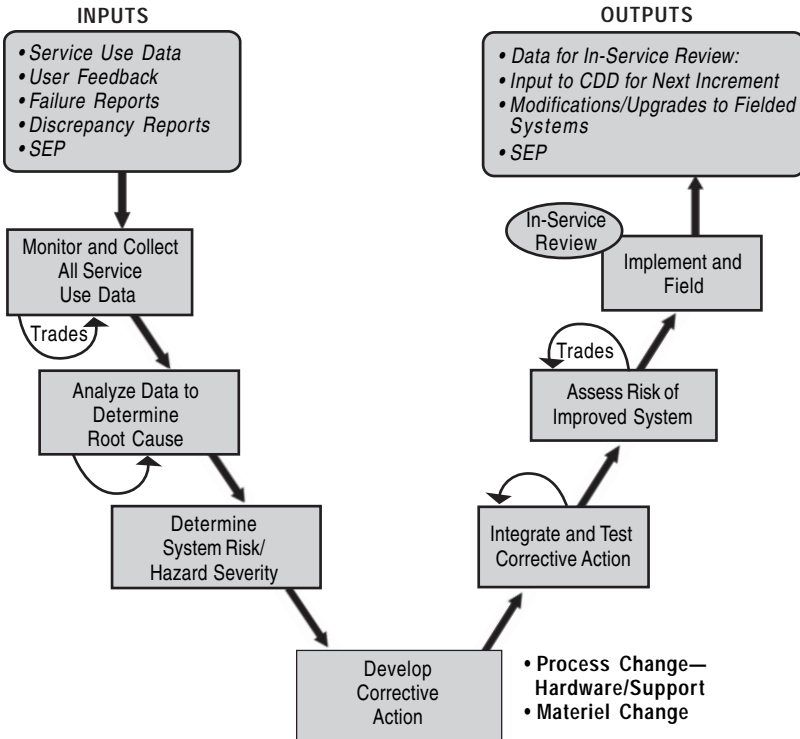 INPUTS
• Service Use Data
• User Feedback
• Failure Reports
• Discrepancy Reports
• SEP
Monitor and Collect
All Service
Use Data
Trades
Analyze Data to
Determine
Root Cause
Determine
System Risk/
Hazard Severity
Develop
Corrective
Action
• Process Change—
Hardware/Support
• Materiel Change
Integrate and Test
Corrective Action
Assess Risk of
Improved System
Trades
Implement and
Field
In-Service
Review
OUTPUTS
• Data for In-Service Review:
• Input to CDD for Next Increment
• Modifications/Upgrades to Fielded
Systems
• SEP